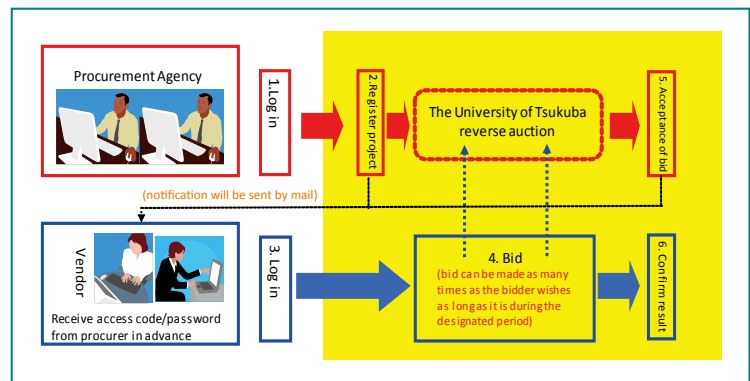 Procurement Agency
1.Log in
2.Register project
The University of Tsukuba
reverse auction
5. Acceptance of bid
(notification will be sent by mail)
Vendor
Receive access code/password
from procurer in advance
3. Log in
4. Bid
(bid can be made as many
times as the bidder wishes
as long as it is during the
designated period)
6. Confirm result